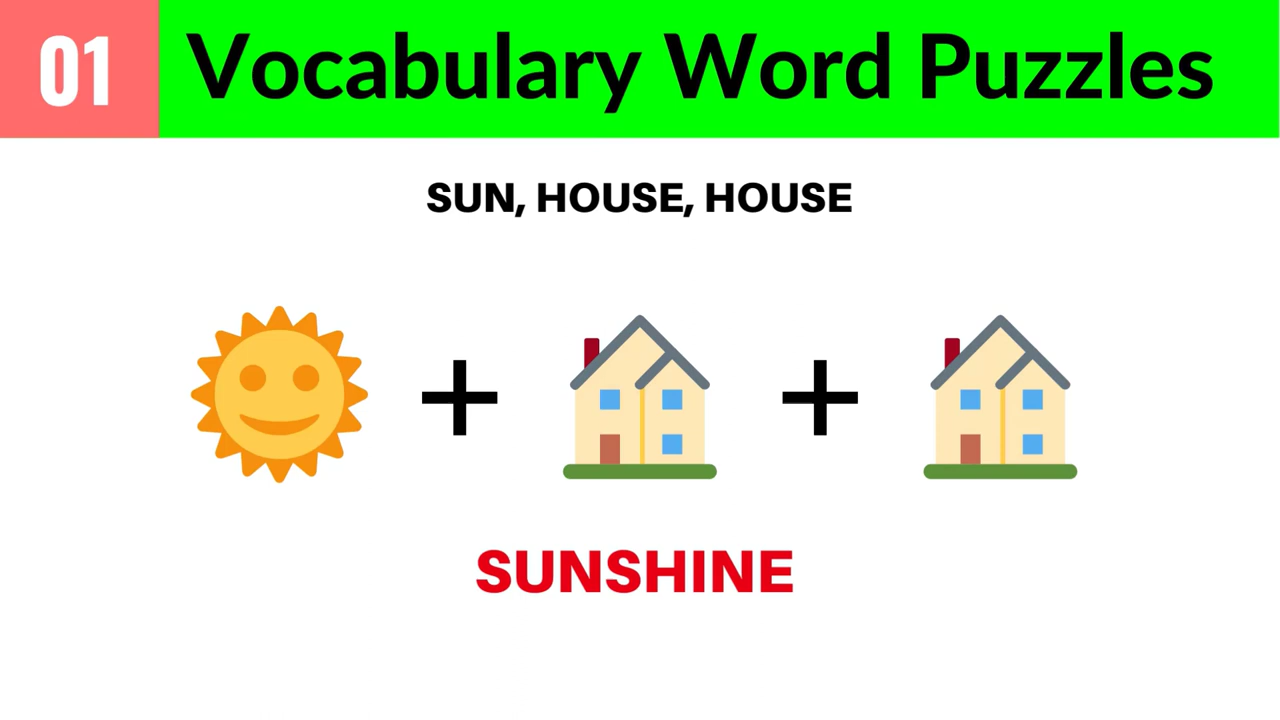 01
Vocabulary Word Puzzles
SUN, HOUSE, HOUSE
+ +
SUNSHINE